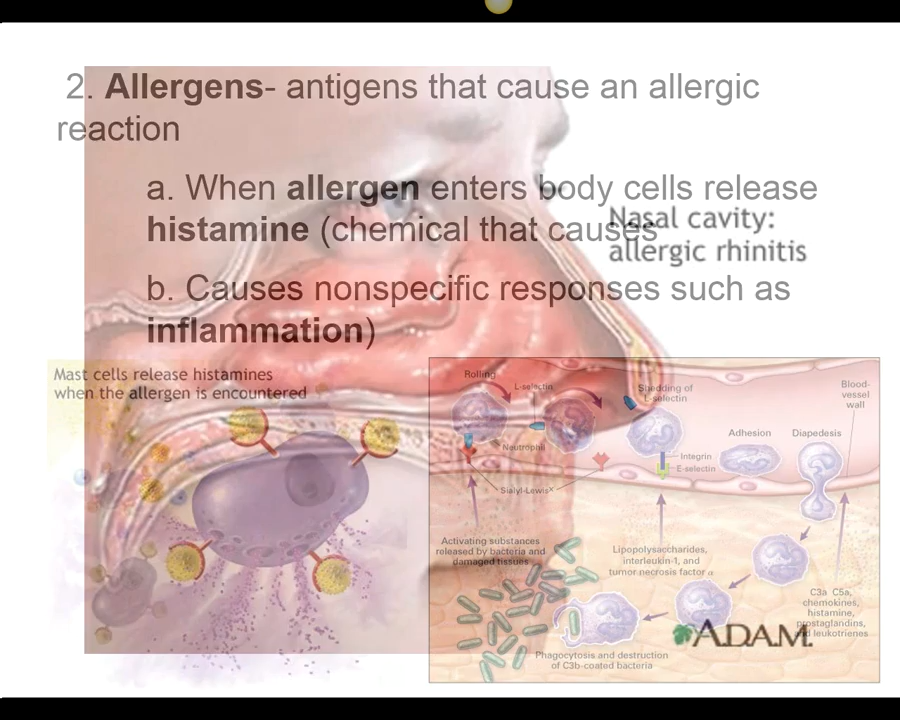 2. Allergens- antigens that cause an allergic
reaction
a. When allergen enters body cells release
histamine (chemical that causes
Nasal cavity:
allergic rhinitis
b. Causes nonspecific responses such as
inflammation)
Mast cells release histamines
when the allergen is encountered
Rolling
L-selectin
Shedding of
L-selectin
Blood-
vessel
wall
Neutrophil
Adhesion
Diapedesis
Integrin
E-selectin
Sialyl-Lewisˣ
Activating substances
released by bacteria and
damaged tissues
Lipopolysaccharides,
interleukin-1, and
tumor necrosis factor α
C3a C5a,
chemokines,
histamine,
prostaglandins,
and leukotrienes
Phagocytosis and destruction
of C3b-coated bacteria
A.D.A.M.